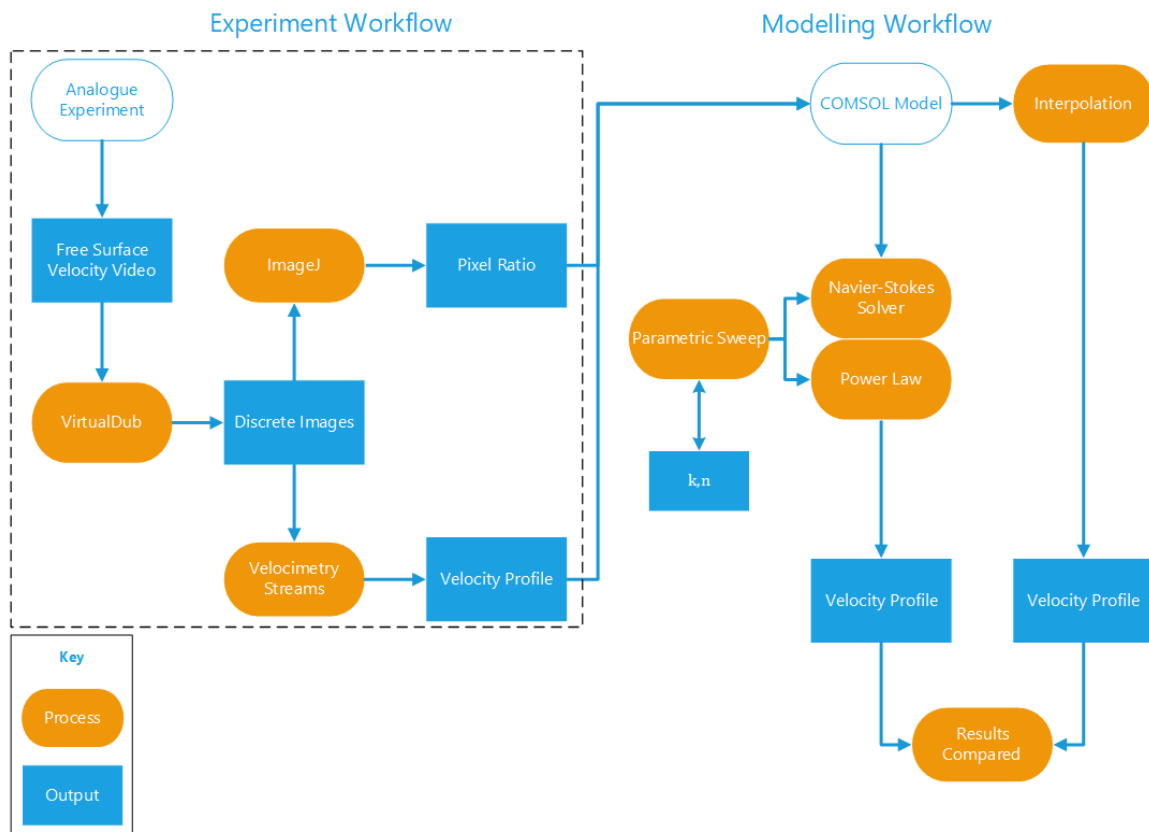 Experiment Workflow
Modelling Workflow
Analogue
Experiment
COMSOL Model
Interpolation
Free Surface
Velocity Video
ImageJ
Pixel Ratio
Navier-Stokes
Solver
Parametric Sweep
Power Law
VirtualDub
Discrete Images
k,n
Velocimetry
Streams
Velocity Profile
Velocity Profile
Velocity Profile
Key
Process
Results
Compared
Output